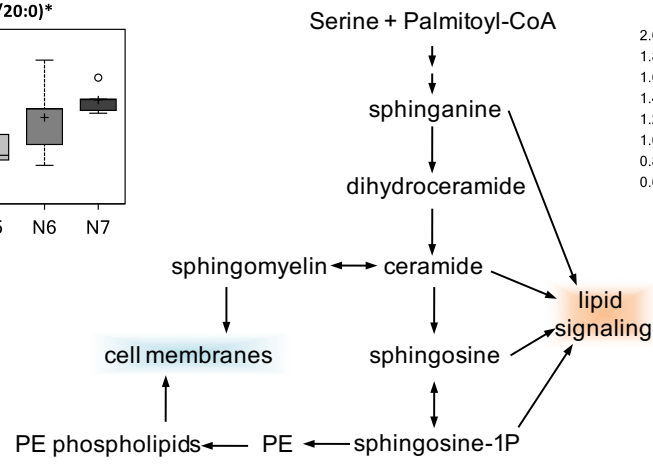 /20:0)*
N6 N7
Serine + Palmitoyl-CoA
sphinganine
dihydroceramide
sphingomyelin ceramide
lipid
signaling
cell membranes sphingosine
PE phospholipids PE sphingosine-1P